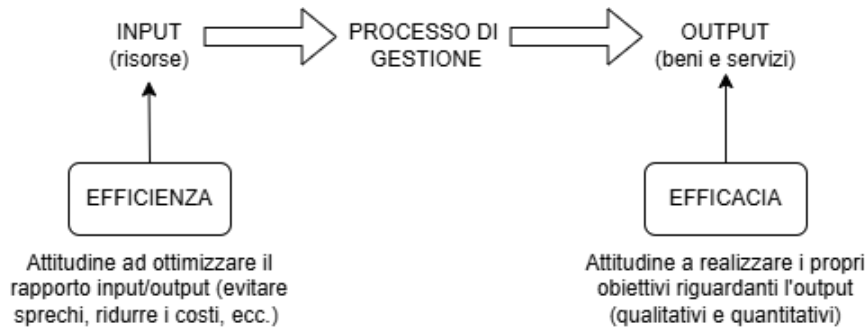 INPUT
(risorse)
PROCESSO DI
GESTIONE
OUTPUT
(beni e servizi)
EFFICIENZA
EFFICACIA
Attitudine ad ottimizzare il
rapporto input/output (evitare
sprechi, ridurre i costi, ecc.)
Attitudine a realizzare i propri
obiettivi riguardanti l'output
(qualitativi e quantitativi)